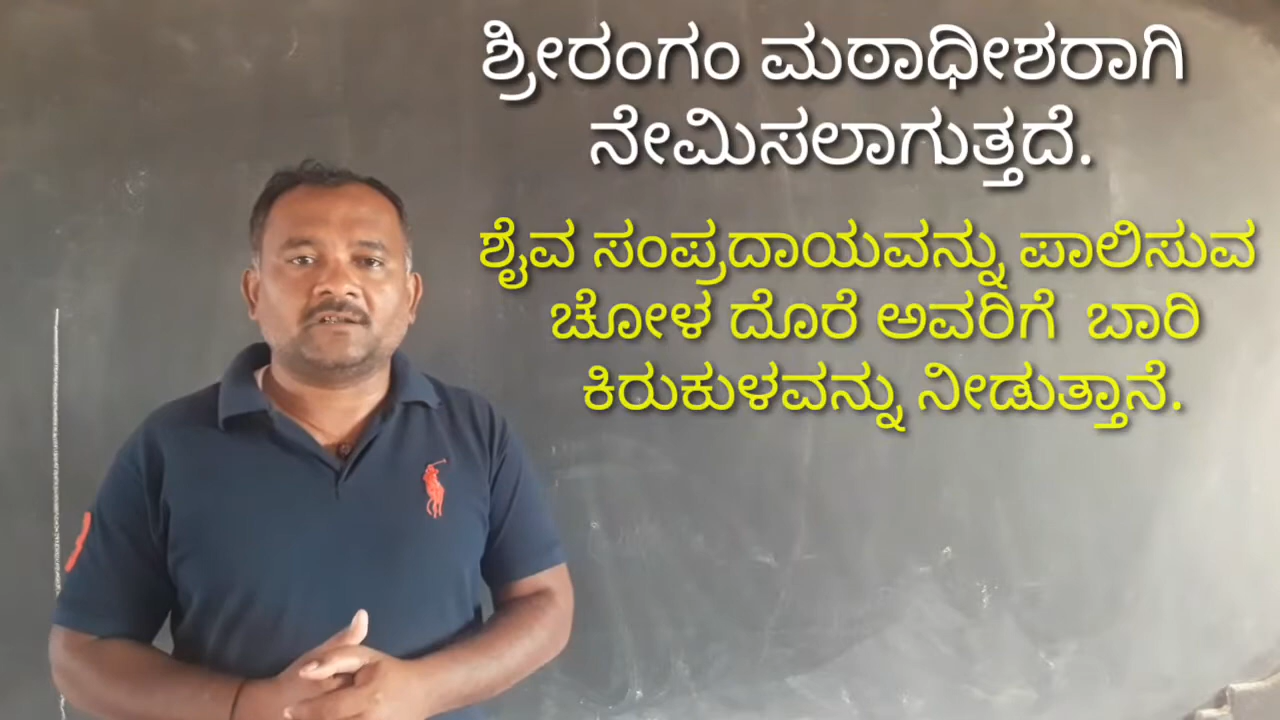 ಶ್ರೀರಂಗಂ ಮಠಾಧೀಶರಾಗಿ
ನೇಮಿಸಲಾಗುತ್ತದೆ.
ಶೈವ ಸಂಪ್ರದಾಯವನ್ನು ಪಾಲಿಸುವ
ಚೋಳ ದೊರೆ ಅವರಿಗೆ ಬಾರಿ
ಕಿರುಕುಳವನ್ನು ನೀಡುತ್ತಾನೆ.